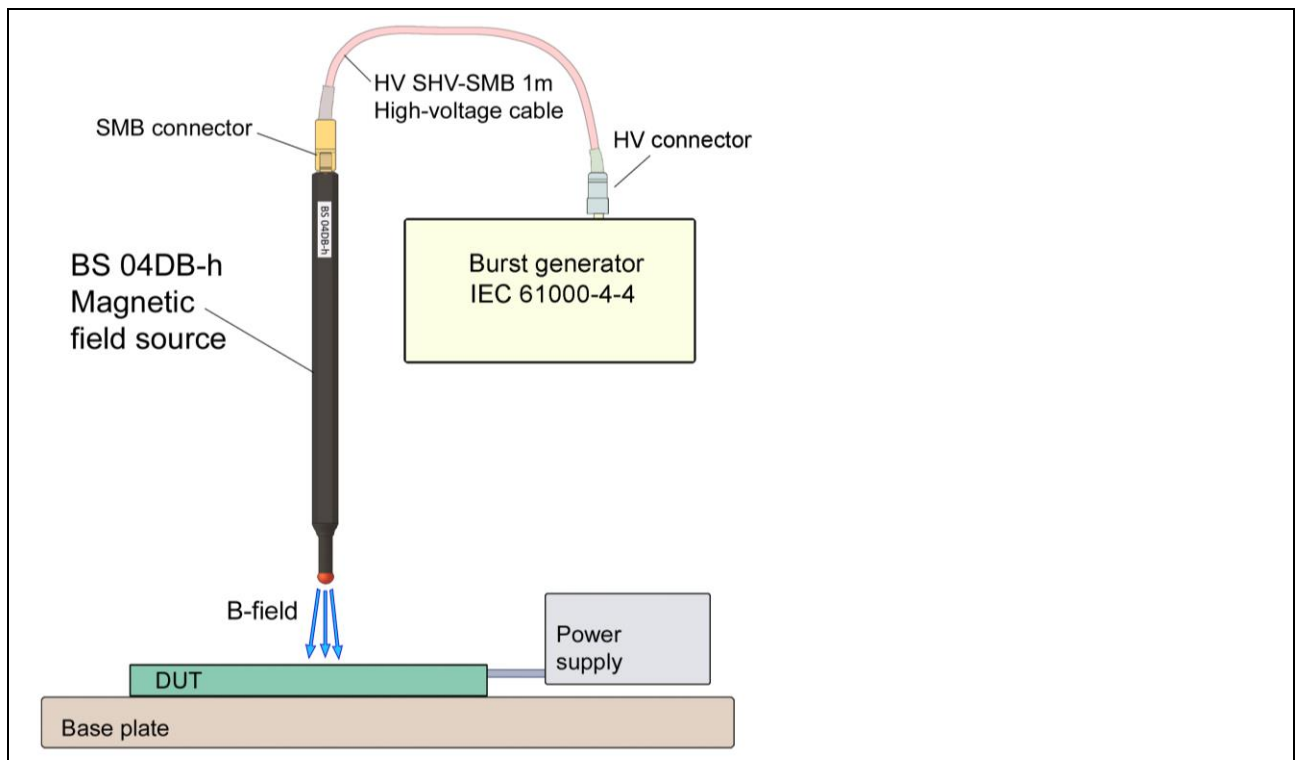 HV SHV-SMB 1m
High-voltage cable
SMB connector
HV connector
BS 04DB-h
BS 04DB-h
Magnetic
field source
Burst generator
IEC 61000-4-4
B-field
Power
supply
DUT
Base plate